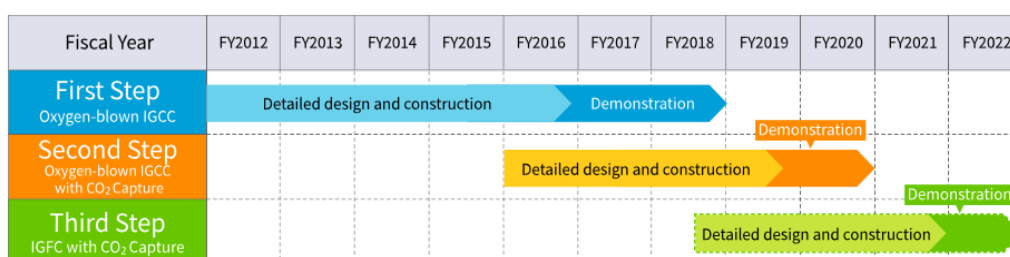 Fiscal Year FY2012 FY2013 FY2014 FY2015 FY2016 FY2017 FY2018 FY2019 FY2020 FY2021 FY2022
First Step
Oxygen-blown IGCC
Detailed design and construction Demonstration
Demonstration
Second Step
Oxygen-blown IGCC
with CO₂ Capture
Detailed design and construction
Demonstration
Third Step
IGFC with CO₂ Capture
Detailed design and construction